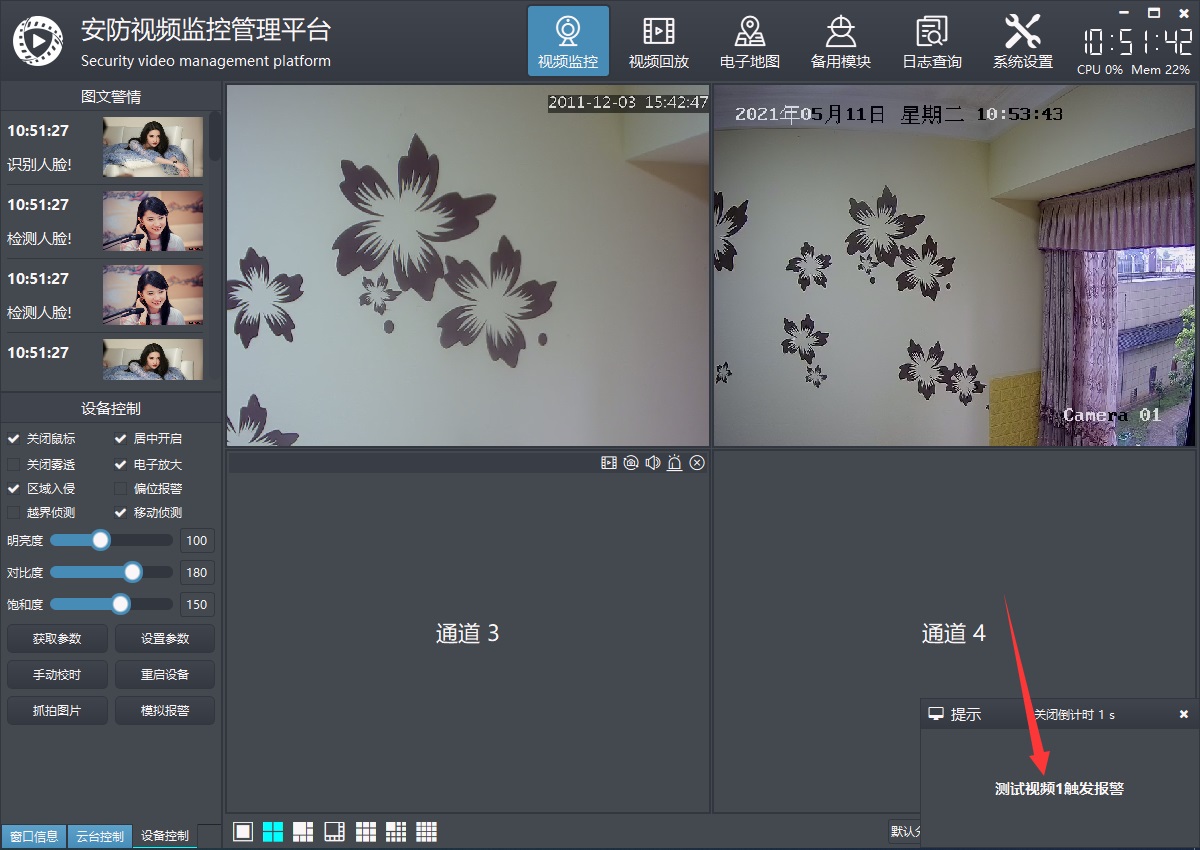 安防视频监控管理平台
Security video management platform
视频监控
视频回放
电子地图
备用模块
日志查询
系统设置
10:51:42
CPU 0% Mem 22%
图文警情
10:51:27
识别人脸!
10:51:27
检测人脸!
10:51:27
检测人脸!
10:51:27
2011-12-03 15:42:47
2021年05月11日 星期二 10:53:43
Camera 01
设备控制
关闭鼠标
居中开启
关闭雾透
电子放大
区域入侵
偏位报警
越界侦测
移动侦测
明亮度 100
对比度 180
饱和度 150
获取参数
设置参数
手动校时
重启设备
抓拍图片
模拟报警
窗口信息
云台控制
设备控制
通道 3
通道 4
提示
关闭倒计时 1 s
测试视频1触发报警
默认